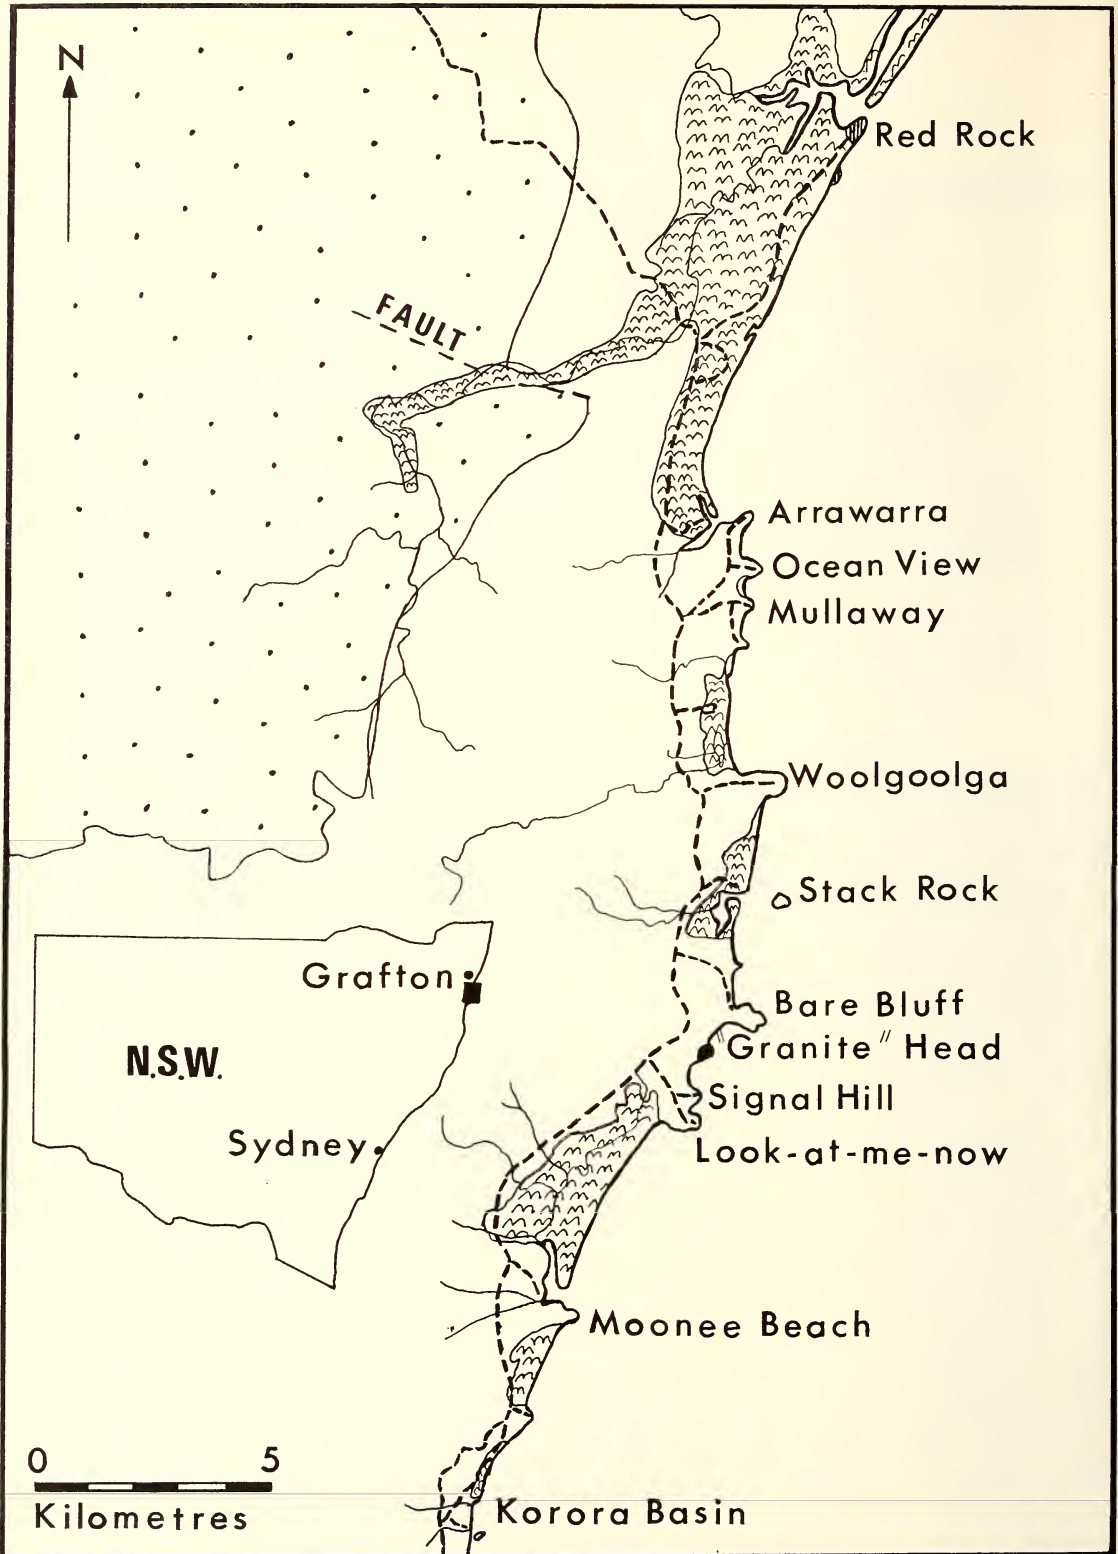 N
Red Rock
FAULT
Arrawarra
Ocean View
Mullaway
Woolgoolga
Stack Rock
Grafton
Bare Bluff
"Granite" Head
N.S.W.
Signal Hill
Sydney
Look-at-me-now
Moonee Beach
0 5
Kilometres
Korora Basin